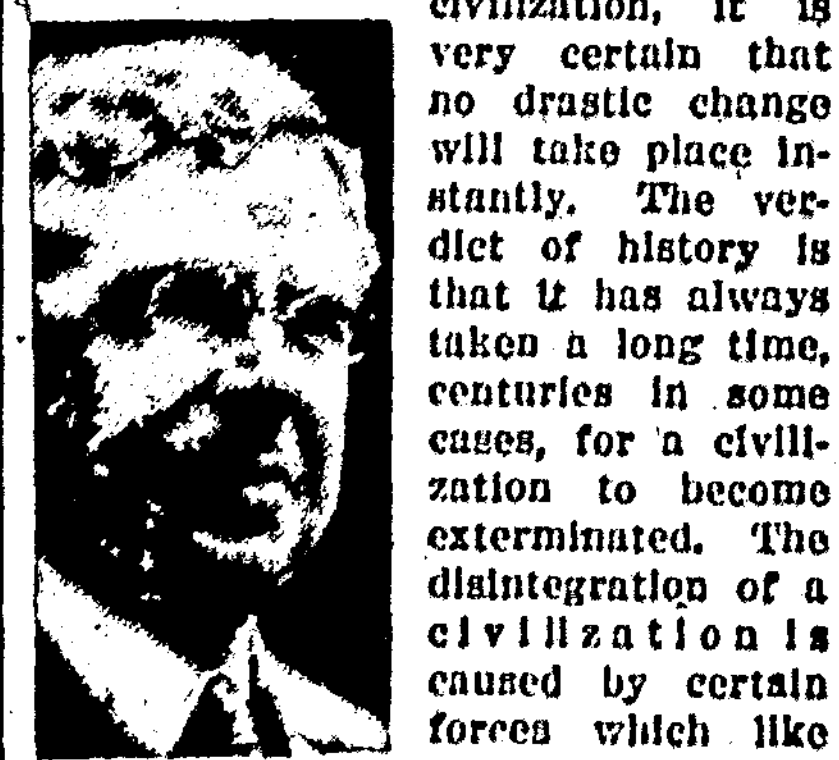 civilization, it is
very certain that
no drastic change
will take place in-
stantly. The ver-
dict of history is
that it has always
taken a long time,
centuries in some
cases, for a civili-
zation to become
exterminated. The
disintegration of a
civilization is
caused by certain
forces which like